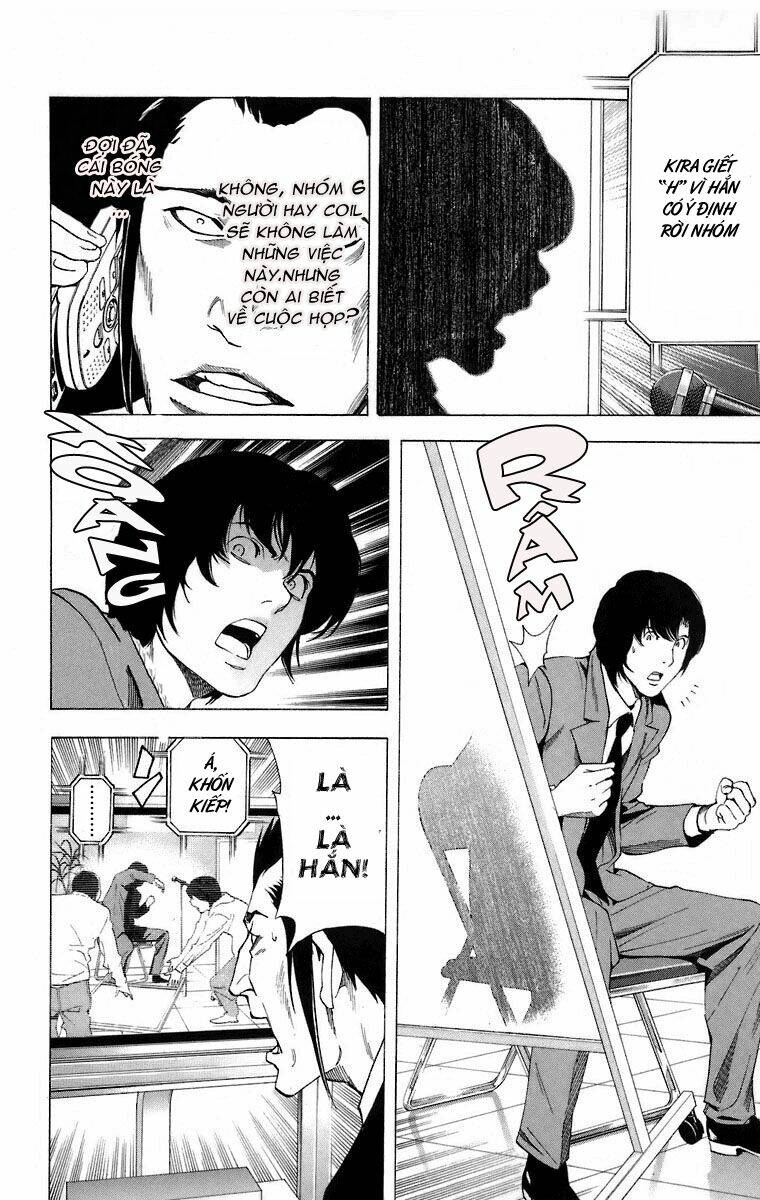 KIRA GIẾT
"H" VÌ HẮN
CÓ Ý ĐỊNH
RỜI NHÓM
ĐỢI ĐÃ,
CÁI BÓNG
NÀY LÀ
...
KHÔNG, NHÓM 6
NGƯỜI HAY COIL
SẼ KHÔNG LÀM
NHỮNG VIỆC
NÀY.NHƯNG
CÒN AI BIẾT
VỀ CUỘC HỌP?
RẦM
XOẢNG
Á,
KHỐN
KIẾP!
.......
LÀ
...
LÀ
HẮN!